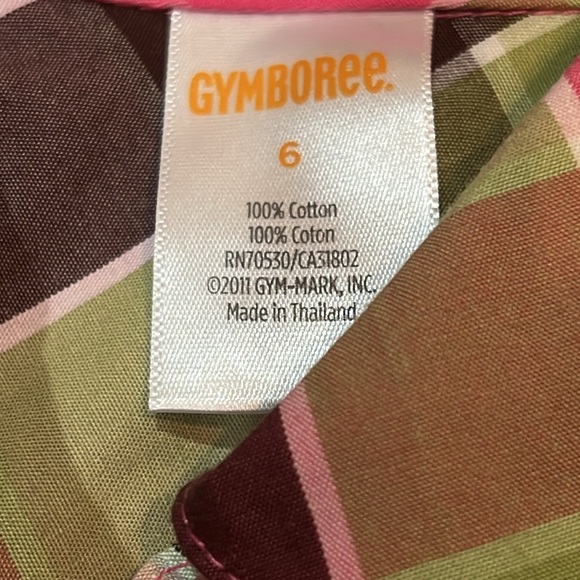 GYMBORee.
6
100% Cotton
100% Coton
RN70530/CA31802
©2011 GYM-MARK, INC.
Made in Thailand